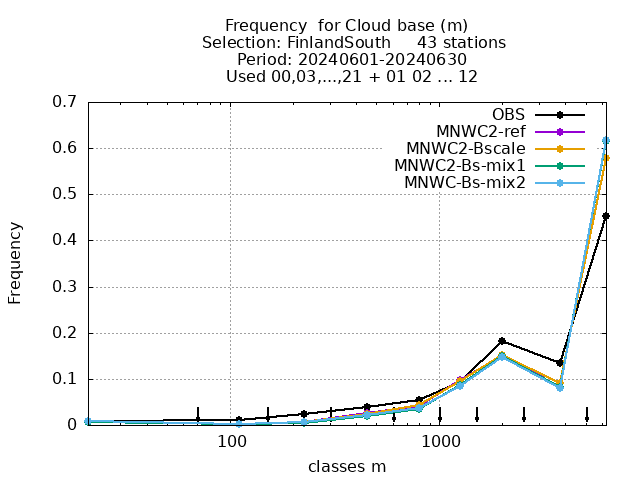 Frequency  for Cloud base (m)
Selection: FinlandSouth     43 stations
Period: 20240601-20240630
Used 00,03,...,21 + 01 02 ... 12
0.7
0.6
0.5
0.4
0.3
0.2
0.1
0
Frequency
OBS
MNWC2-ref
MNWC2-Bscale
MNWC2-Bs-mix1
MNWC-Bs-mix2
100
1000
classes m